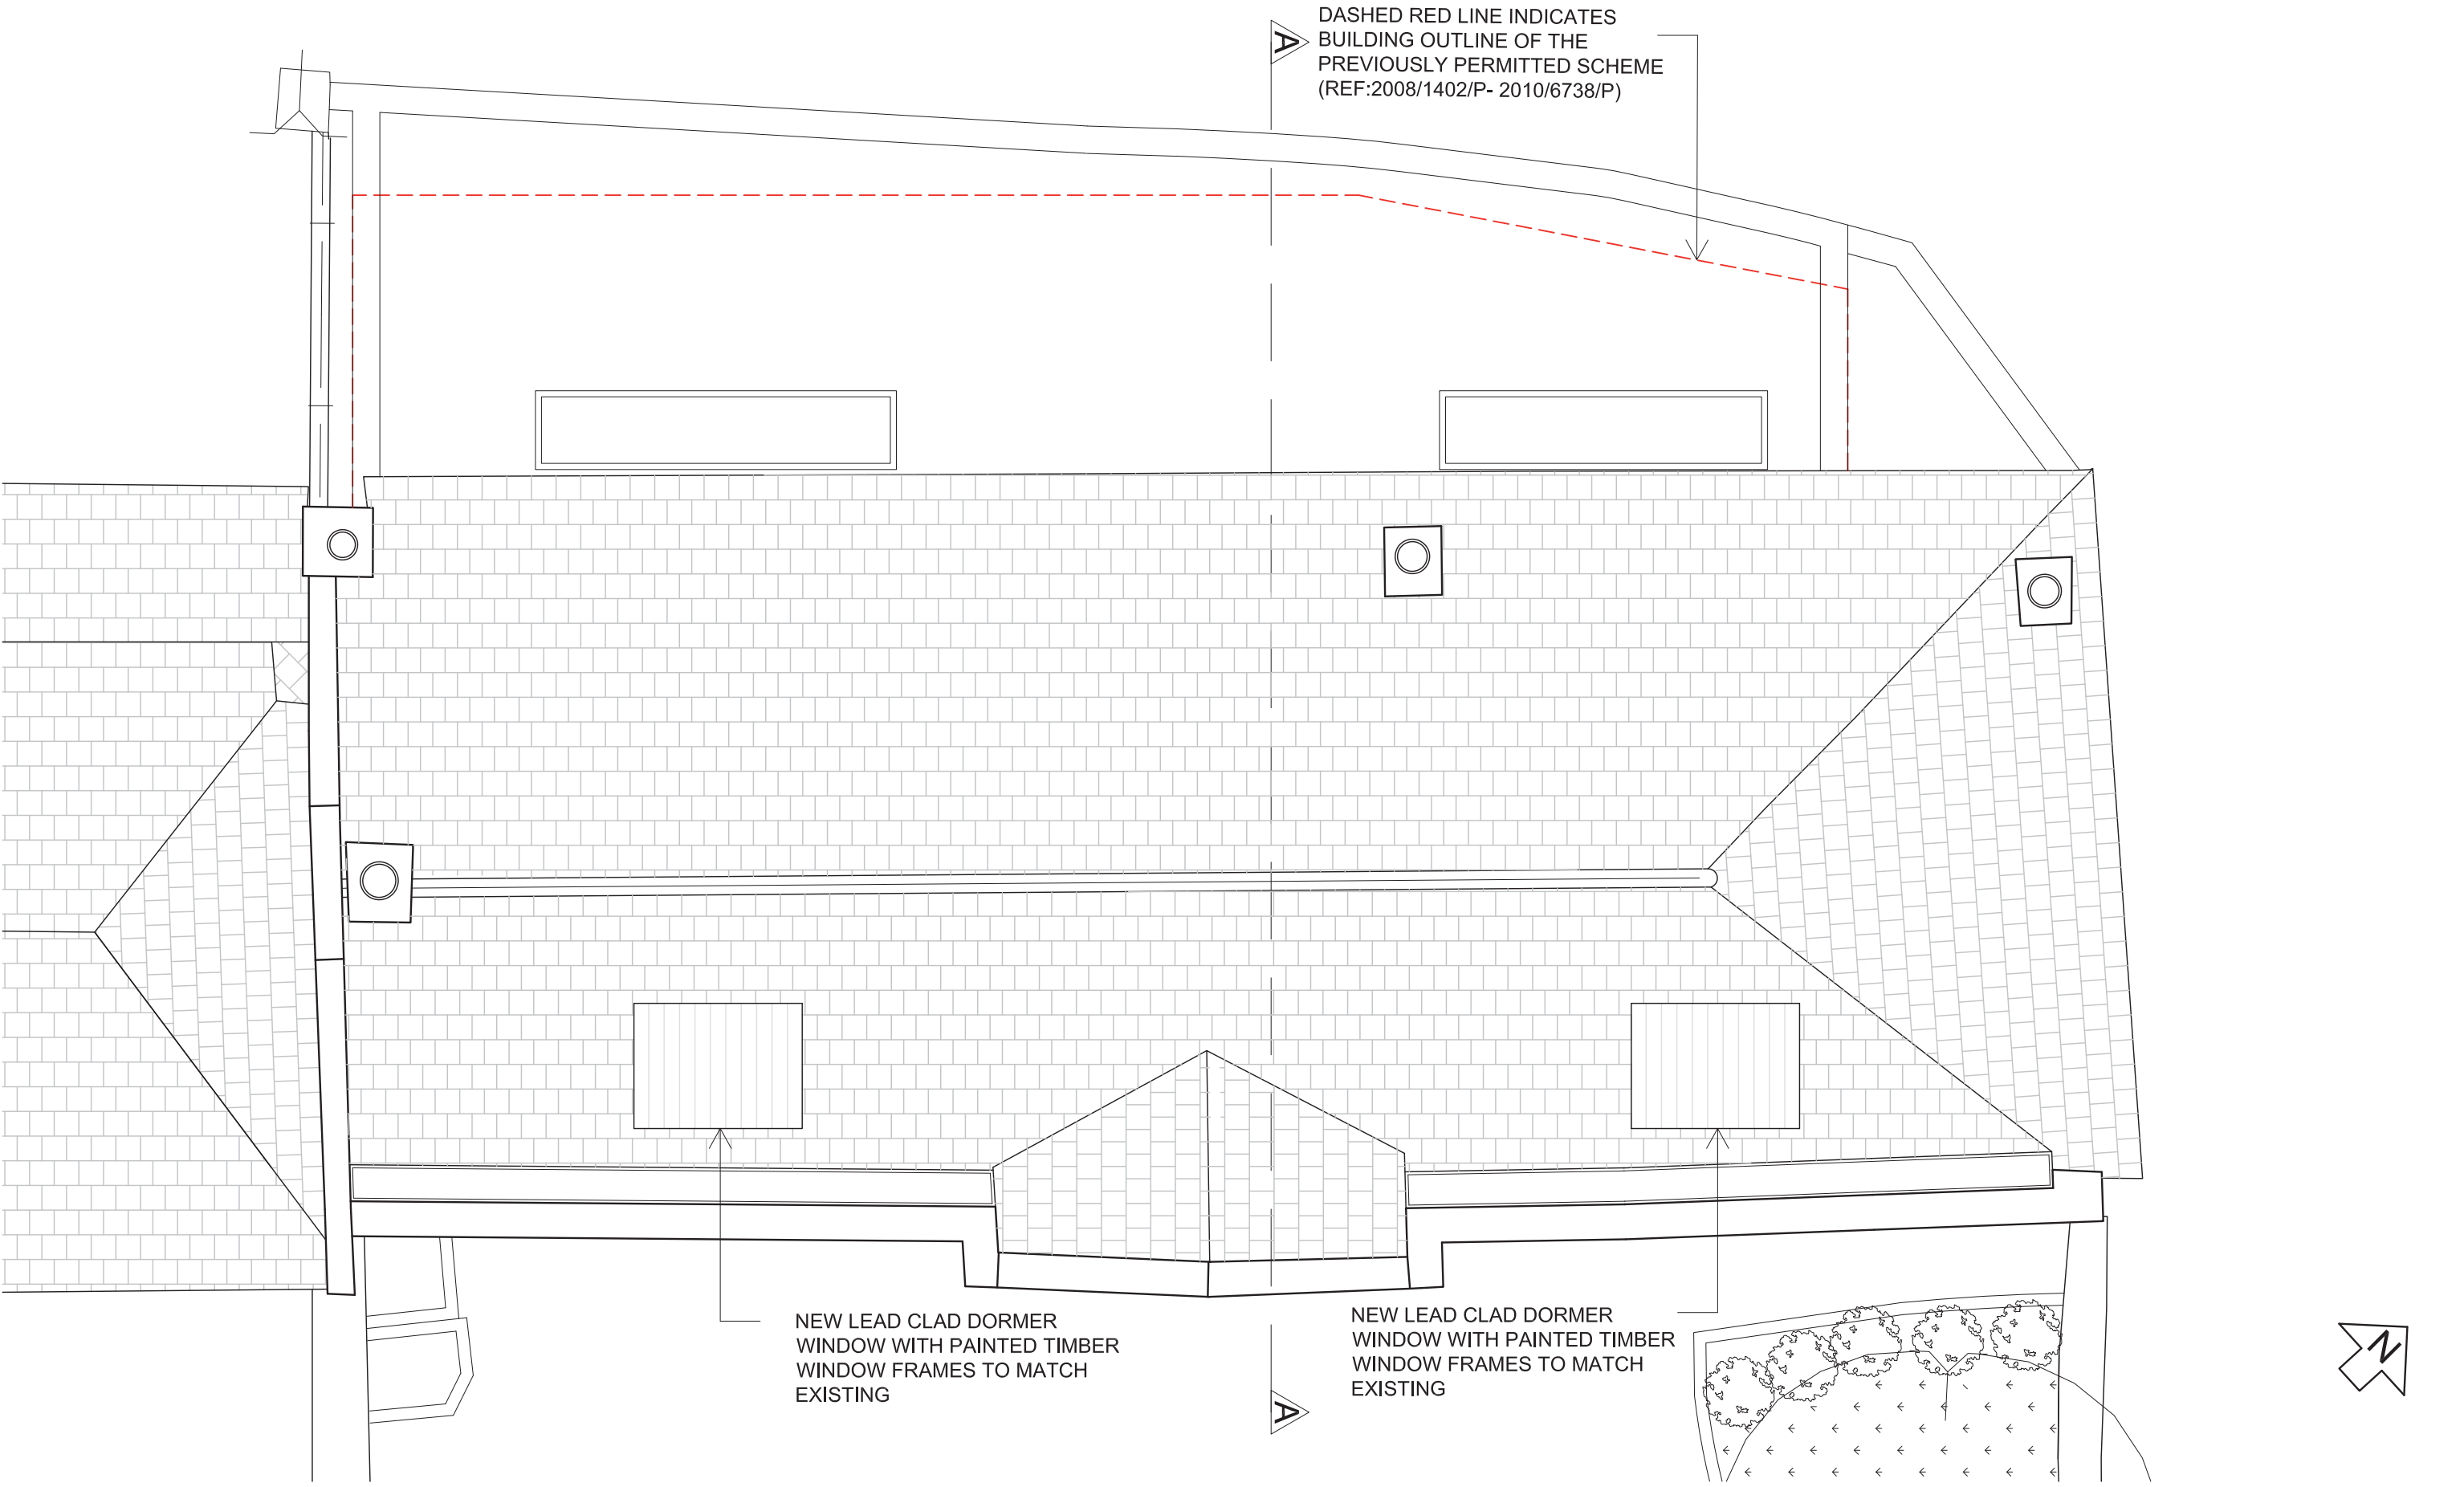 DASHED RED LINE INDICATES
BUILDING OUTLINE OF THE
PREVIOUSLY PERMITTED SCHEME
(REF:2008/1402/P- 2010/6738/P)
A
NEW LEAD CLAD DORMER
WINDOW WITH PAINTED TIMBER
WINDOW FRAMES TO MATCH
EXISTING
NEW LEAD CLAD DORMER
WINDOW WITH PAINTED TIMBER
WINDOW FRAMES TO MATCH
EXISTING
A
N